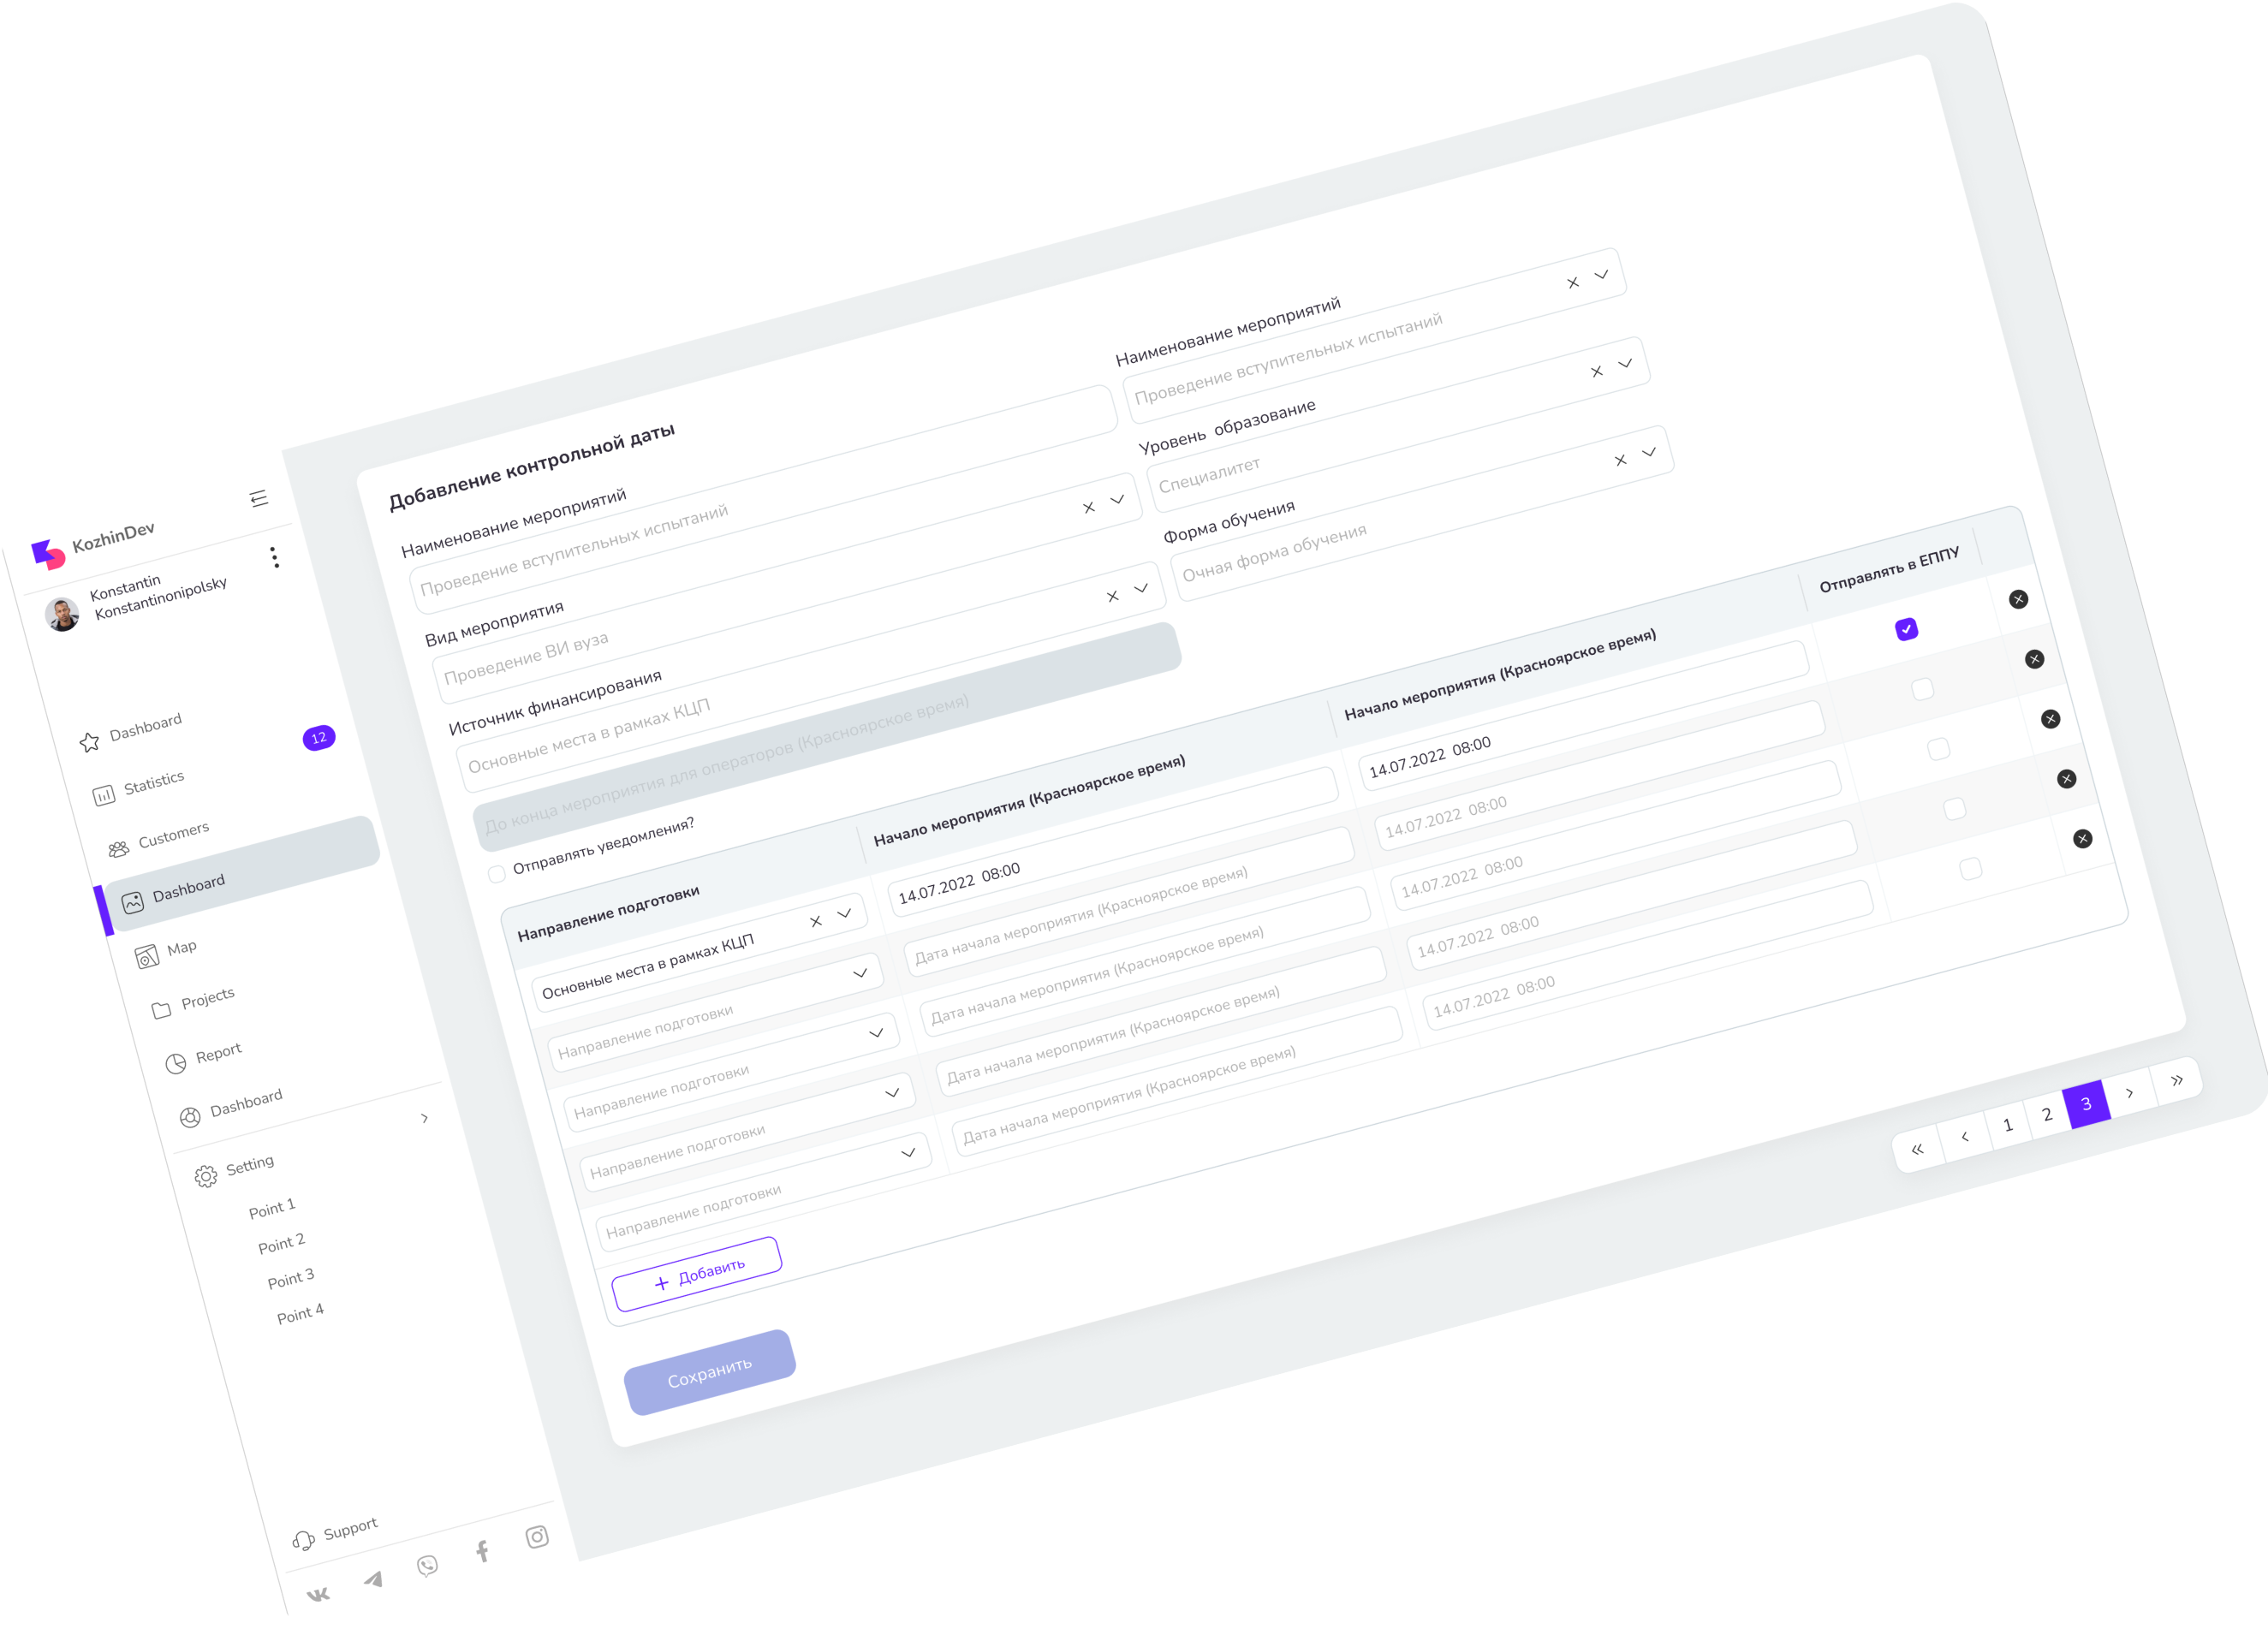 KozhinDev
Konstantin
Konstantinonipolsky
Dashboard
Statistics
12
Customers
Dashboard
Map
Projects
Report
Dashboard
Setting
Point 1
Point 2
Point 3
Point 4
Support
Добавление контрольной даты
Наименование мероприятий
Проведение вступительных испытаний
Наименование мероприятий
Проведение вступительных испытаний
Вид мероприятия
Проведение ВИ вуза
Уровень образование
Специалитет
Источник финансирования
Основные места в рамках КЦП
Форма обучения
Очная форма обучения
До конца мероприятия для операторов (Красноярское время)
Отправлять уведомления?
Направление подготовки
Начало мероприятия (Красноярское время)
Начало мероприятия (Красноярское время)
Отправлять в ЕППУ
Основные места в рамках КЦП
14.07.2022 08:00
14.07.2022 08:00
Направление подготовки
Дата начала мероприятия (Красноярское время)
14.07.2022 08:00
Направление подготовки
Дата начала мероприятия (Красноярское время)
14.07.2022 08:00
Направление подготовки
Дата начала мероприятия (Красноярское время)
14.07.2022 08:00
Направление подготовки
Дата начала мероприятия (Красноярское время)
14.07.2022 08:00
+ Добавить
Сохранить
« ‹ 1 2 3 › »